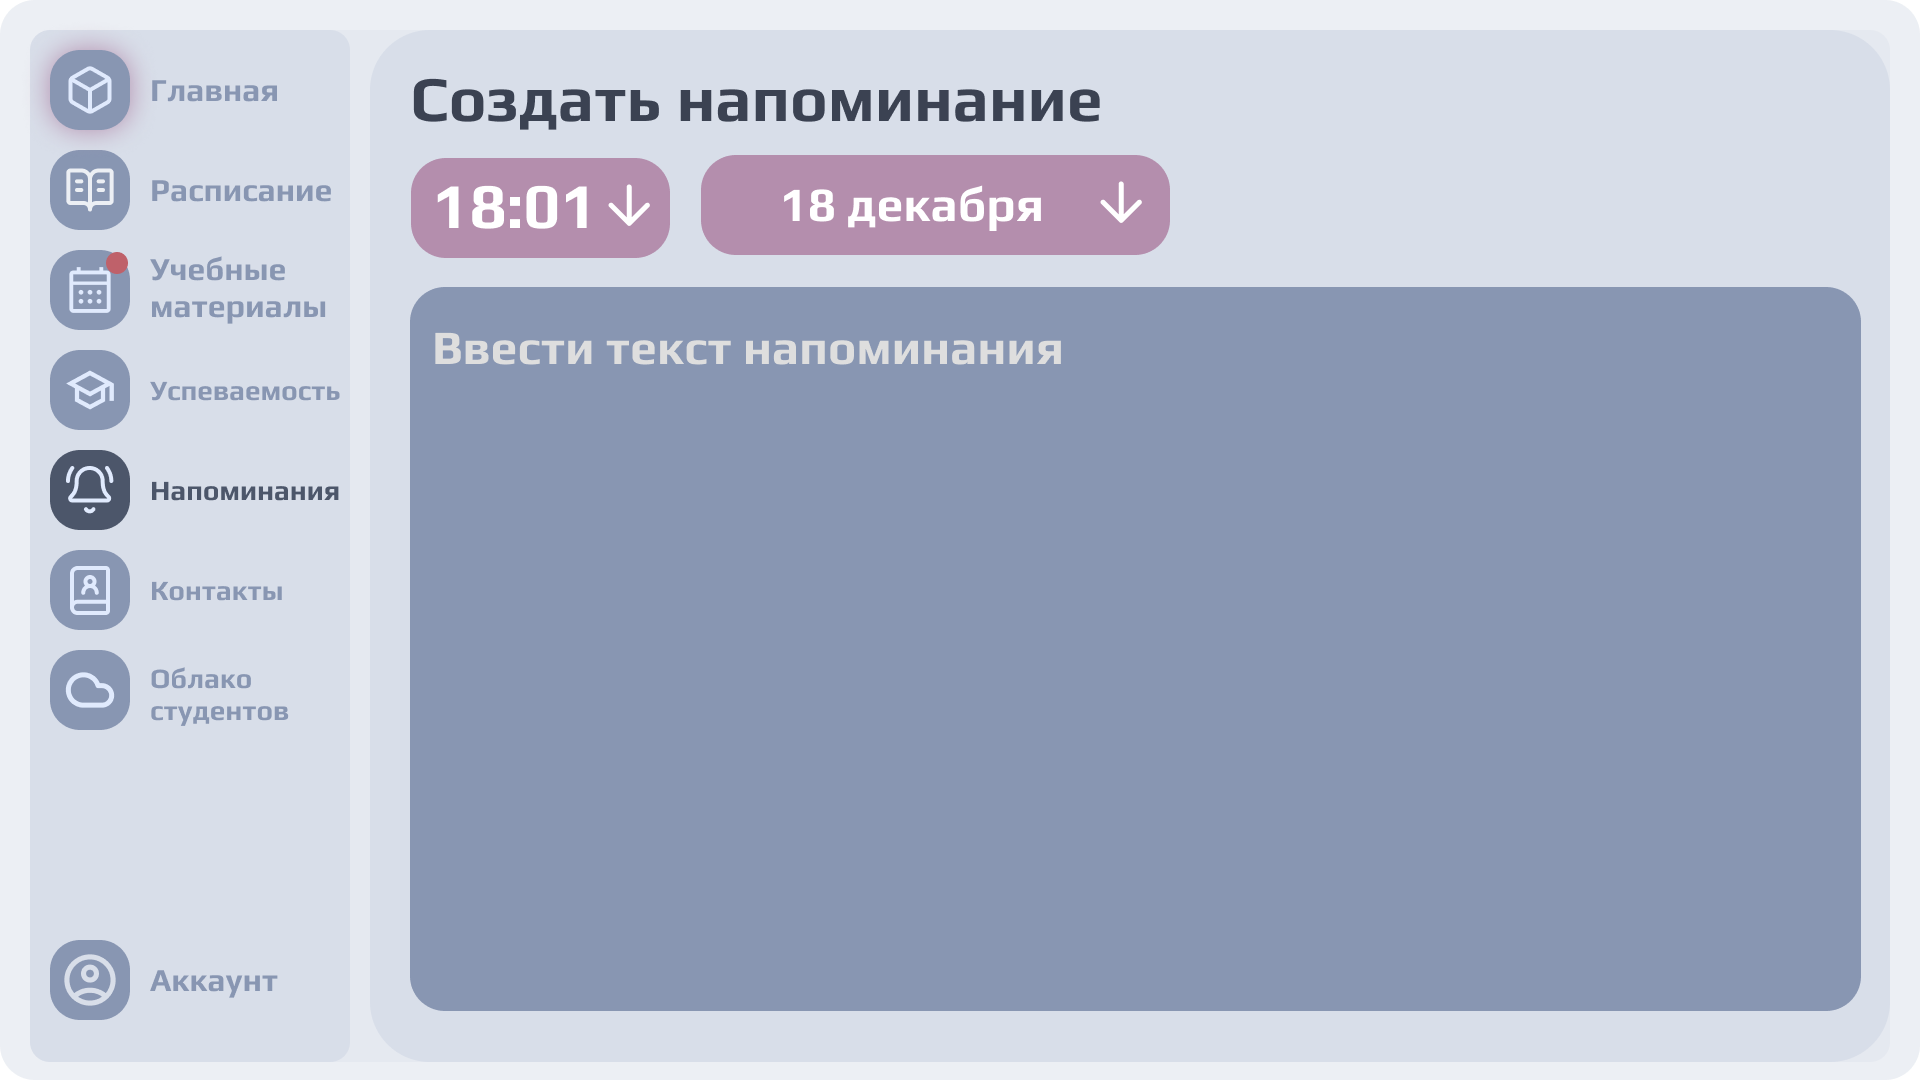 Главная
Расписание
Учебные
материалы
Успеваемость
Напоминания
Контакты
Облако
студентов
Аккаунт
Создать напоминание
18:01
18 декабря
Ввести текст напоминания